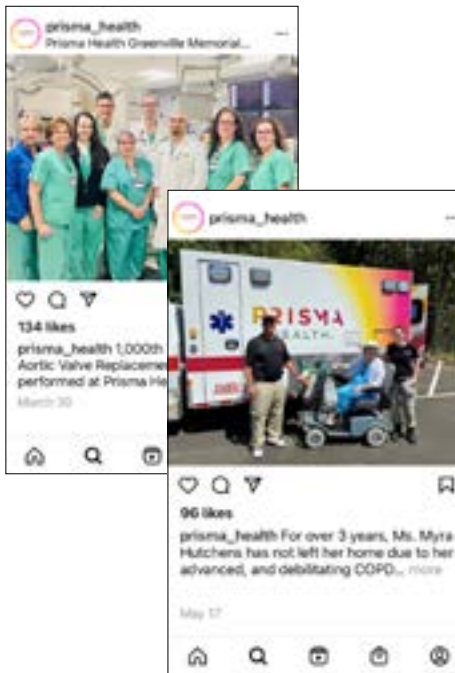 prisma_health
Prisma Health Greenville Memorial...
134 likes
prisma_health 1,000th
Aortic Valve Replaceme
performed at Prisma He
March 30
prisma_health
PRISMA
HEALTH
96 likes
prisma_health For over 3 years, Ms. Myra
Hutchens has not left her home due to her
advanced, and debilitating COPD... more
May 17